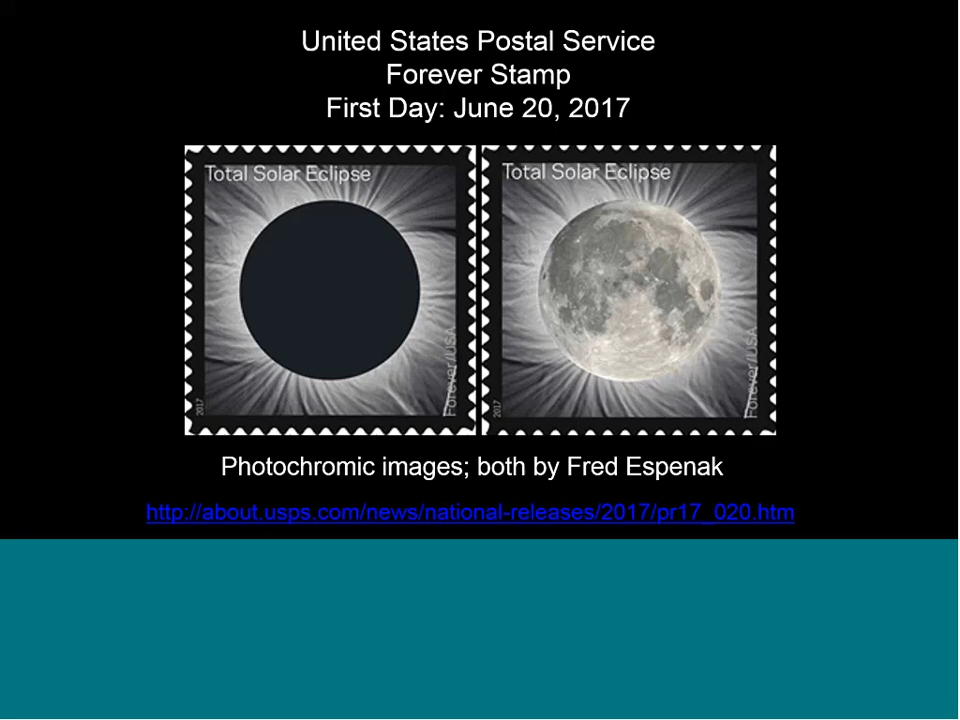 United States Postal Service
Forever Stamp
First Day: June 20, 2017
Total Solar Eclipse
Forever/USA
2017
Total Solar Eclipse
Forever/USA
2017
Photochromic images; both by Fred Espenak
http://about.usps.com/news/national-releases/2017/pr17_020.htm